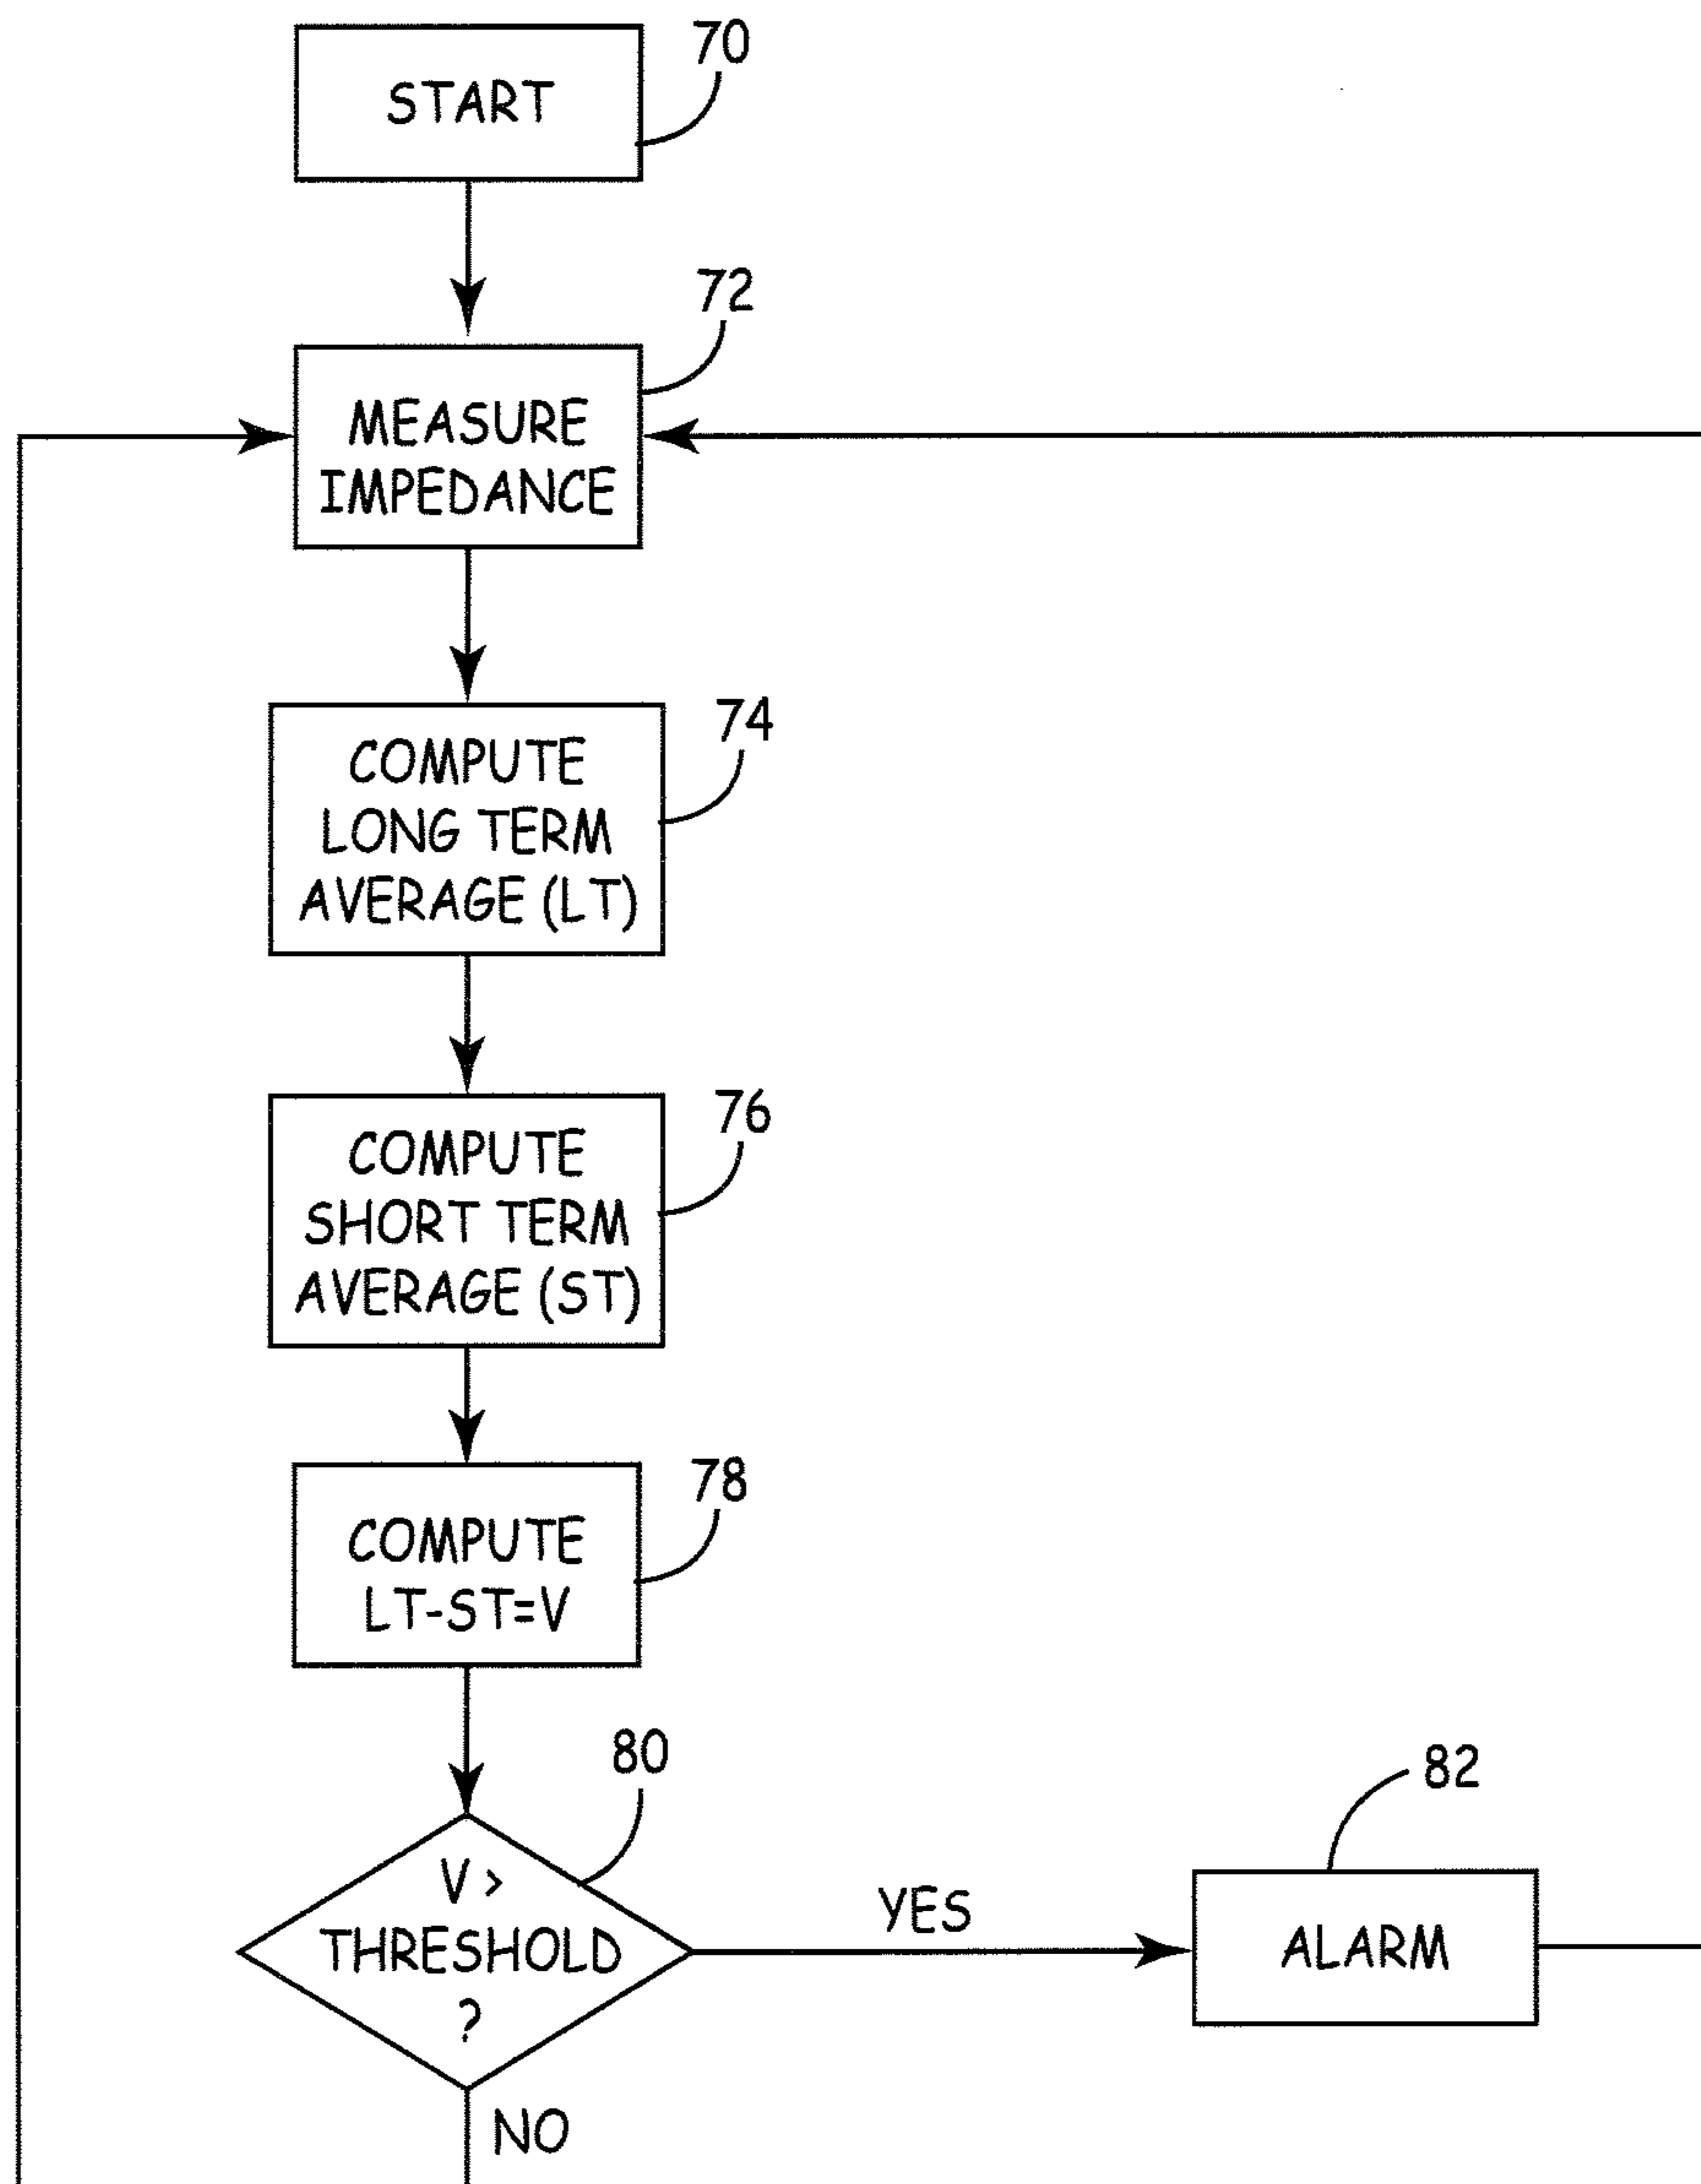 START
70
72
MEASURE
IMPEDANCE
74
COMPUTE
LONG TERM
AVERAGE (LT)
76
COMPUTE
SHORT TERM
AVERAGE (ST)
78
COMPUTE
LT-ST=V
80
V >
THRESHOLD
?
YES
82
ALARM
NO